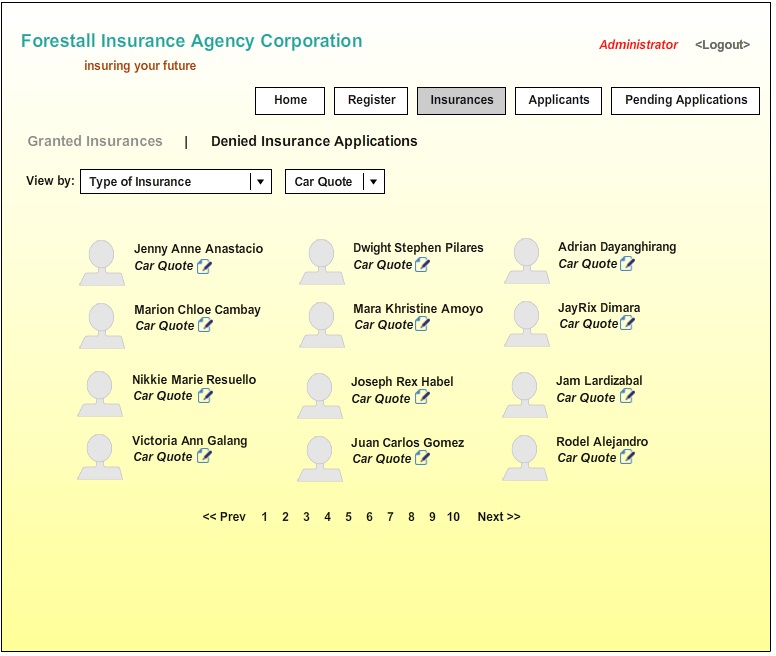 Forestall Insurance Agency Corporation
insuring your future
Administrator <Logout>
Home Register Insurances Applicants Pending Applications
Granted Insurances | Denied Insurance Applications
View by: Type of Insurance Car Quote
Jenny Anne Anastacio Dwight Stephen Pilares Adrian Dayanghirang
Car Quote Car Quote Car Quote
Marion Chloe Cambay Mara Khristine Amoyo JayRix Dimara
Car Quote Car Quote Car Quote
Nikkie Marie Resuello Joseph Rex Habel Jam Lardizabal
Car Quote Car Quote Car Quote
Victoria Ann Galang Juan Carlos Gomez Rodel Alejandro
Car Quote Car Quote Car Quote
<< Prev 1 2 3 4 5 6 7 8 9 10 Next >>